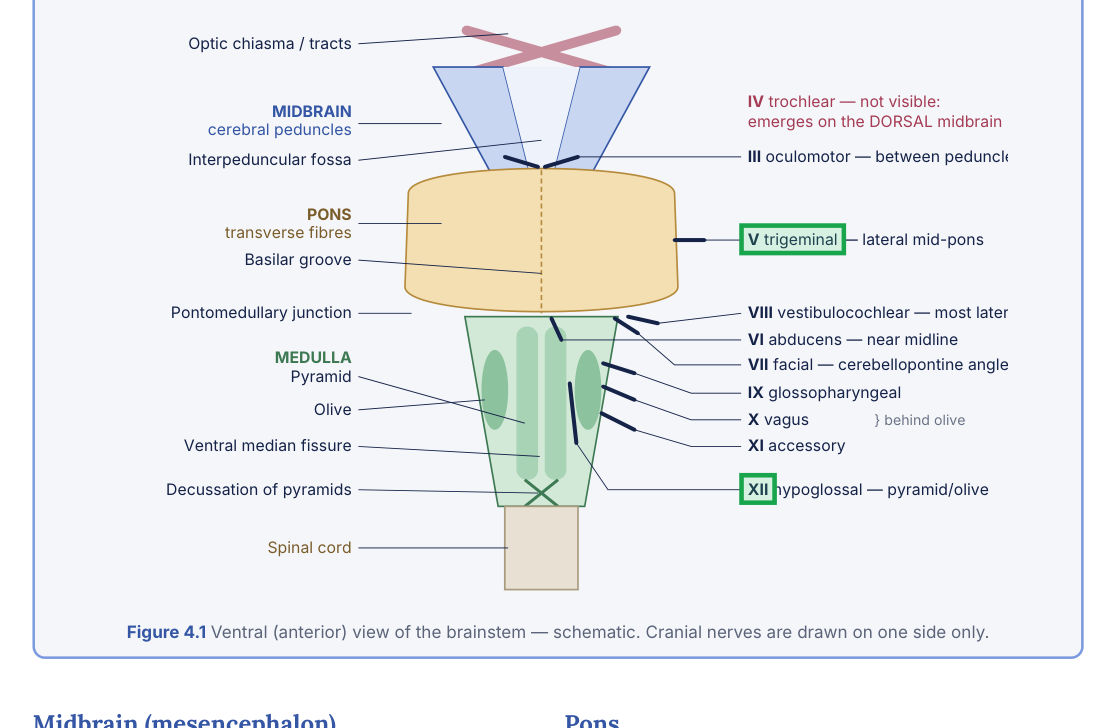 Optic chiasma / tracts
MIDBRAIN
cerebral peduncles
Interpeduncular fossa
PONS
transverse fibres
Basilar groove
Pontomedullary junction
MEDULLA
Pyramid
Olive
Ventral median fissure
Decussation of pyramids
Spinal cord
IV trochlear — not visible:
emerges on the DORSAL midbrain
III oculomotor — between
V trigeminal — lateral mid-pons
VIII vestibulocochlear — most
VI abducens — near midline
VII facial — cerebellopontine angle
IX glossopharyngeal
X vagus } behind olive
XI accessory
XII hypoglossal — pyramid/olive
Figure 4.1 Ventral (anterior) view of the brainstem — schematic. Cranial nerves are drawn on one side only.
Midbrain (mesencephalon)
Pons